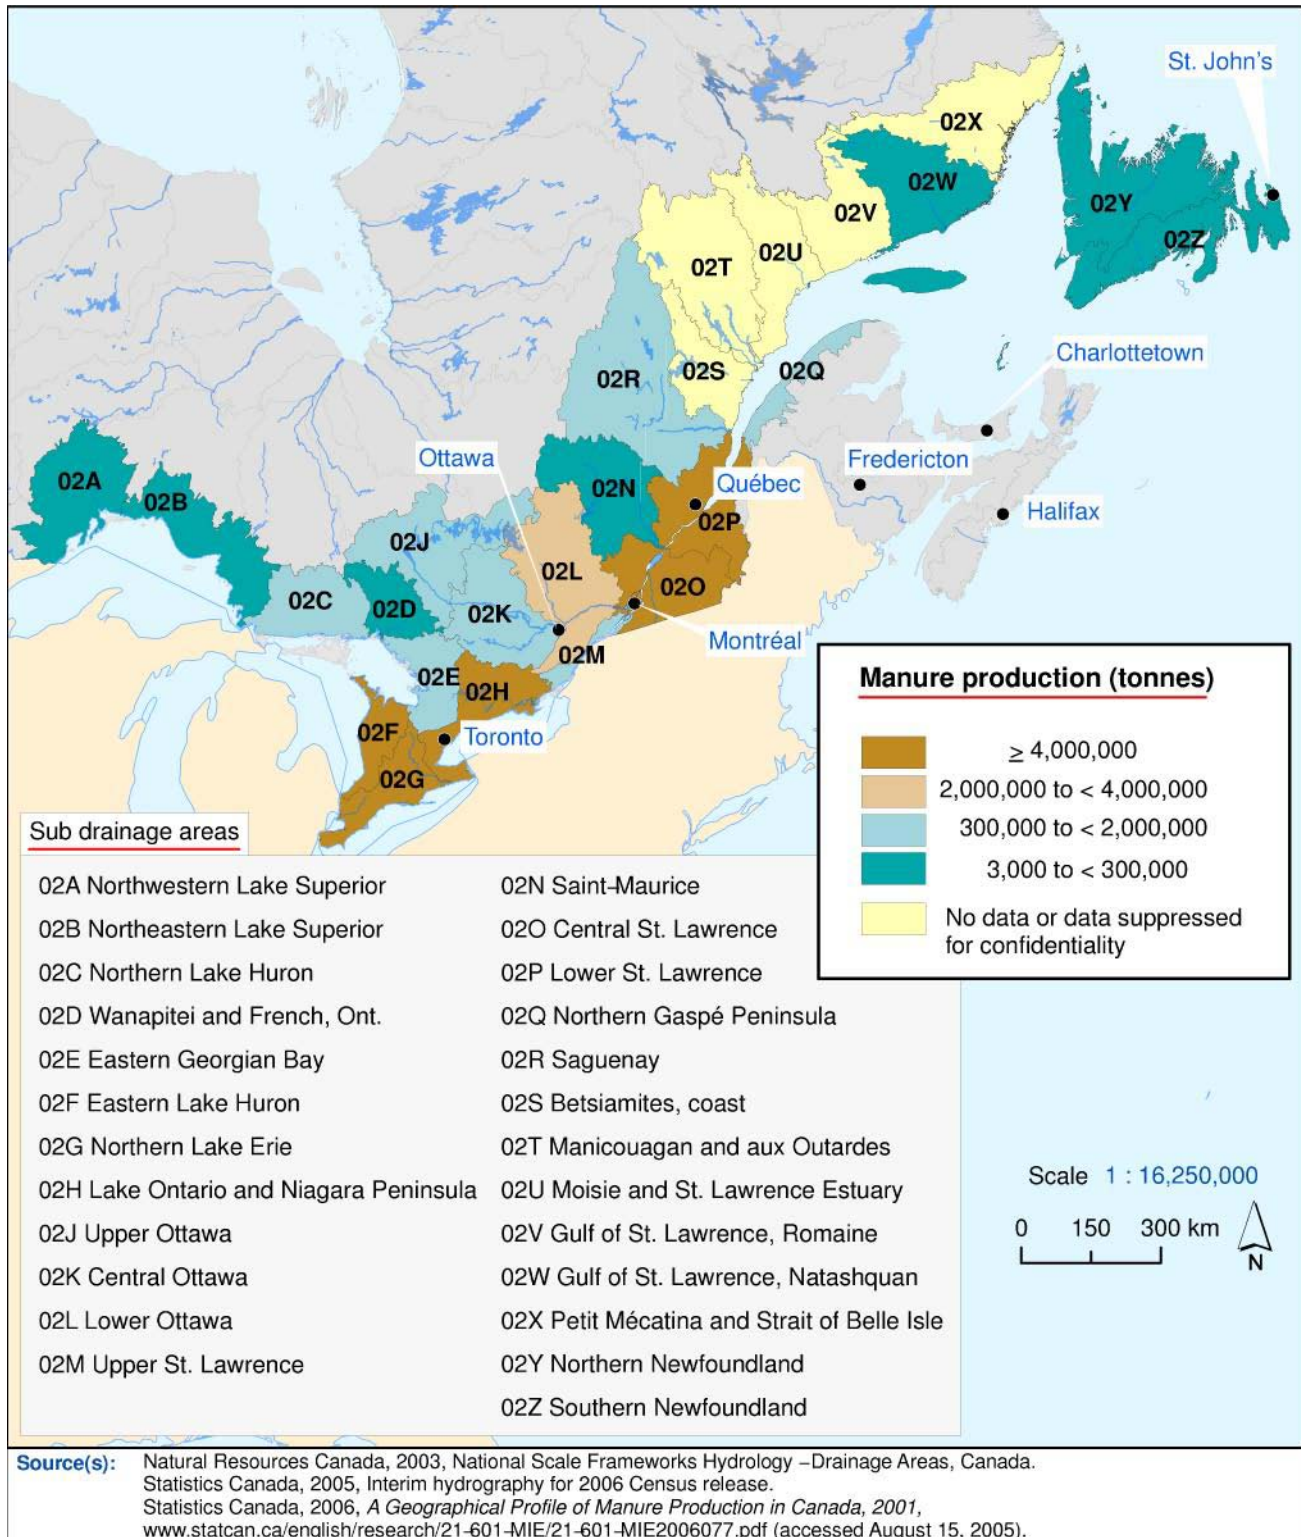 St. John's
02X
02W
02V
02Y
02U
02Z
02T
Charlottetown
02S
02Q
02R
Ottawa
Fredericton
02A
02N
Québec
02B
Halifax
02P
02J
02L
02O
02C
02D
02K
Montréal
02M
02E
02H
02F
Toronto
02G
Manure production (tonnes)
≥ 4,000,000
2,000,000 to < 4,000,000
300,000 to < 2,000,000
3,000 to < 300,000
No data or data suppressed
for confidentiality
Sub drainage areas
02A Northwestern Lake Superior
02B Northeastern Lake Superior
02C Northern Lake Huron
02D Wanapitei and French, Ont.
02E Eastern Georgian Bay
02F Eastern Lake Huron
02G Northern Lake Erie
02H Lake Ontario and Niagara Peninsula
02J Upper Ottawa
02K Central Ottawa
02L Lower Ottawa
02M Upper St. Lawrence
02N Saint-Maurice
02O Central St. Lawrence
02P Lower St. Lawrence
02Q Northern Gaspé Peninsula
02R Saguenay
02S Betsiamites, coast
02T Manicouagan and aux Outardes
02U Moisie and St. Lawrence Estuary
02V Gulf of St. Lawrence, Romaine
02W Gulf of St. Lawrence, Natashquan
02X Petit Mécatina and Strait of Belle Isle
02Y Northern Newfoundland
02Z Southern Newfoundland
Scale 1 : 16,250,000
0 150 300 km
N
Source(s): Natural Resources Canada, 2003, National Scale Frameworks Hydrology –Drainage Areas, Canada.
Statistics Canada, 2005, Interim hydrography for 2006 Census release.
Statistics Canada, 2006, A Geographical Profile of Manure Production in Canada, 2001,
www.statcan.ca/english/research/21-601-MIE/21-601-MIE2006077.pdf (accessed August 15, 2005).